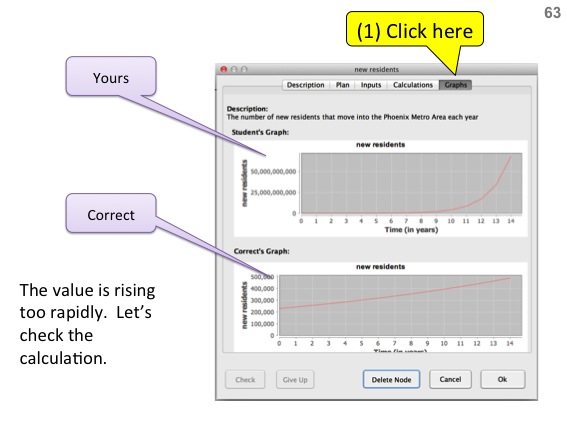 63
(1) Click here
Yours
new residents
Description Plan Inputs Calculations Graphs
Description:
The number of new residents that move into the Phoenix Metro Area each year
Student's Graph:
new residents
new residents
50,000,000,000
25,000,000,000
0
0 1 2 3 4 5 6 7 8 9 10 11 12 13 14
Time (in years)
Correct
Correct's Graph:
new residents
new residents
500,000
400,000
300,000
200,000
100,000
0
0 1 2 3 4 5 6 7 8 9 10 11 12 13 14
Time (in years)
The value is rising
too rapidly. Let's
check the
calculation.
Check Give Up Delete Node Cancel Ok